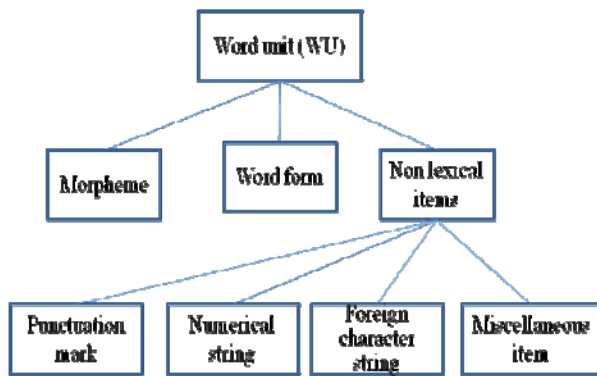 Word unit (WU)
Morpheme
Word form
Non lexical
items
Punctuation
mark
Numerical
string
Foreign
character
string
Miscellaneous
item